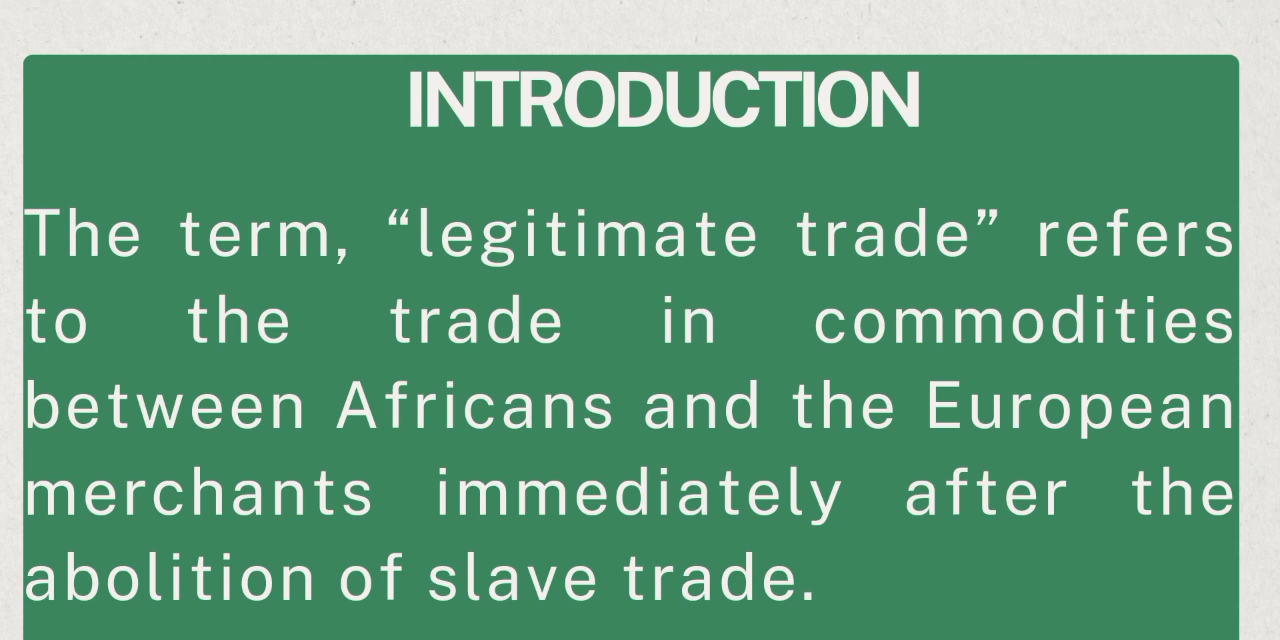 INTRODUCTION
The term, “legitimate trade” refers
to the trade in commodities
between Africans and the European
merchants immediately after the
abolition of slave trade.